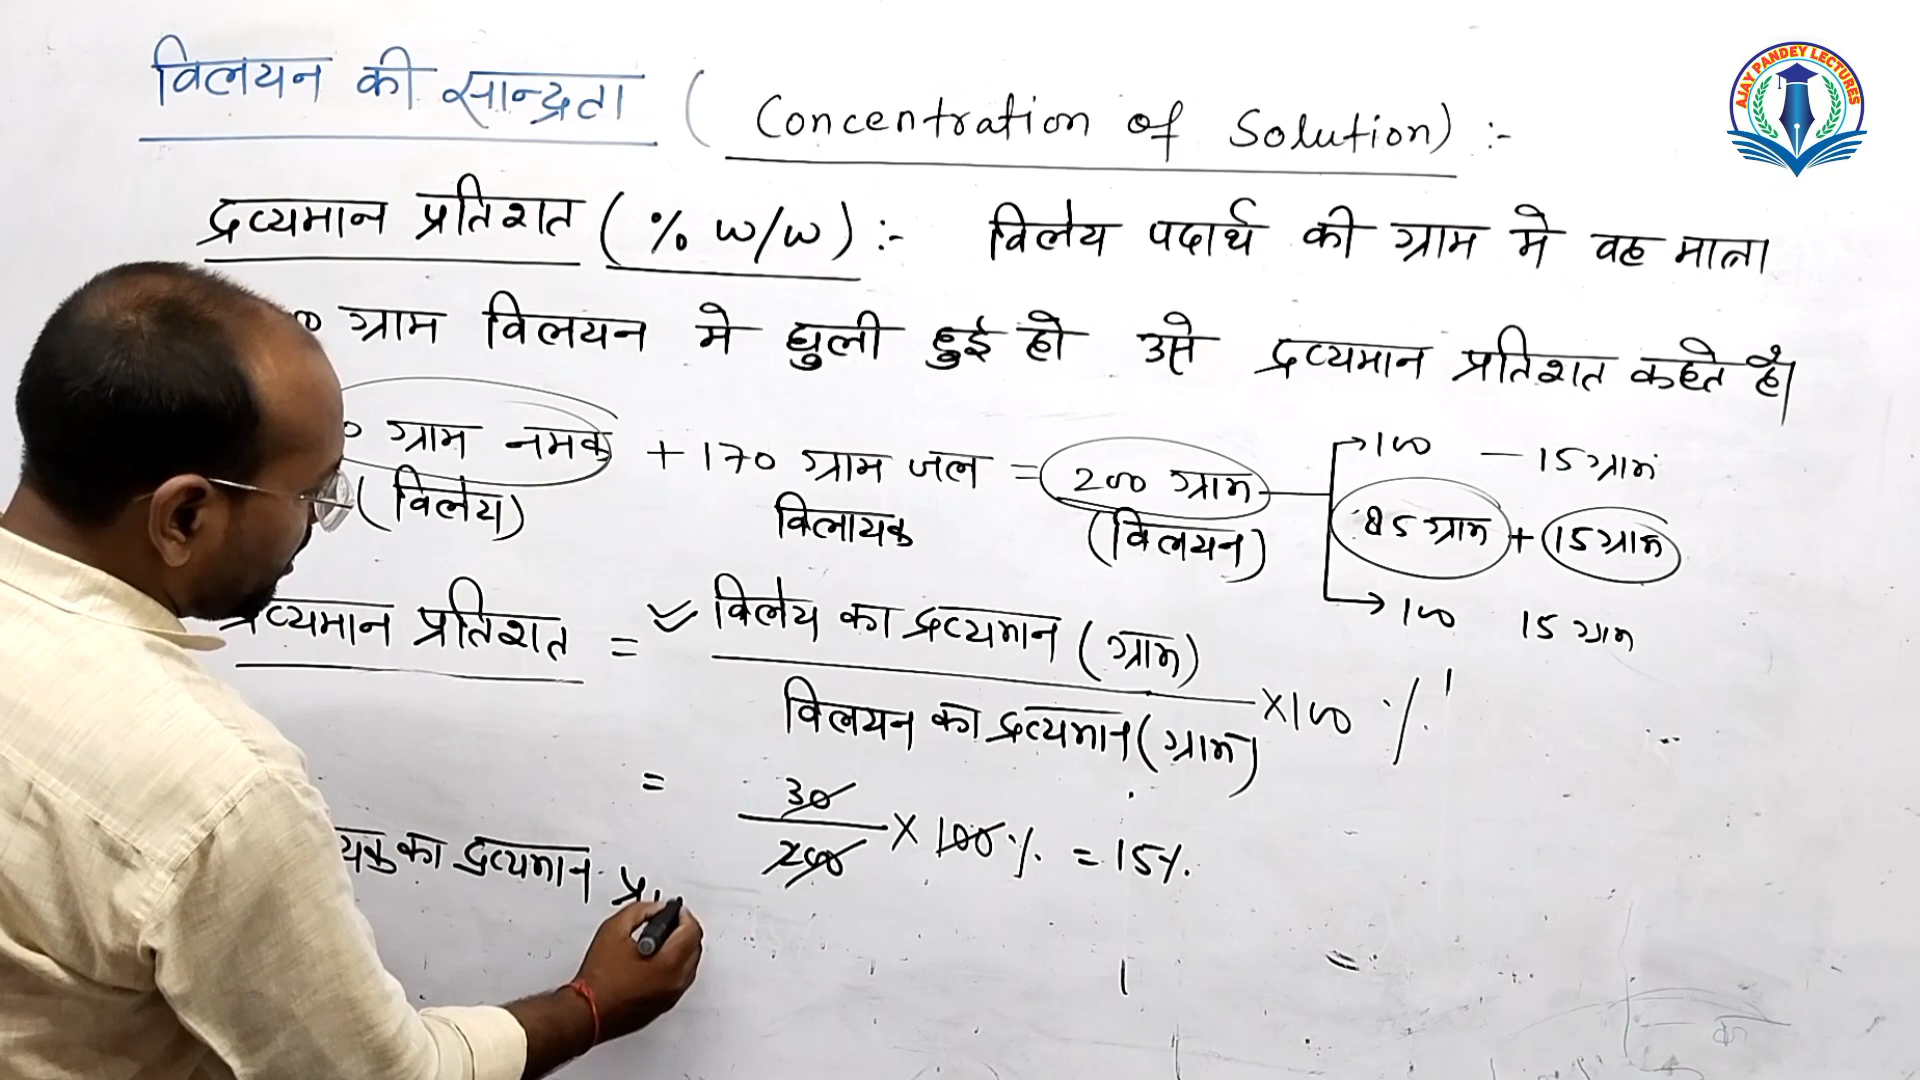 विलयन की सान्द्रता ( Concentration of Solution) :-
AJAY PANDEY LECTURES
द्रव्यमान प्रतिशत ( % w/w ) :- विलेय पदार्थ की ग्राम मे वह मात्रा
ग्राम विलयन मे घुली हुई हो उसे द्रव्यमान प्रतिशत कहते है।
0 ग्राम नमक + 170 ग्राम जल = 200 ग्राम
(विलेय) विलायक (विलयन)
→ 100 — 15 ग्राम
85 ग्राम + 15 ग्राम
→ 100 15 ग्राम
द्रव्यमान प्रतिशत = विलेय का द्रव्यमान (ग्राम)
विलयन का द्रव्यमान (ग्राम) ×100 %
= 30
200 × 100 % = 15%
यक का द्रव्यमान प्र